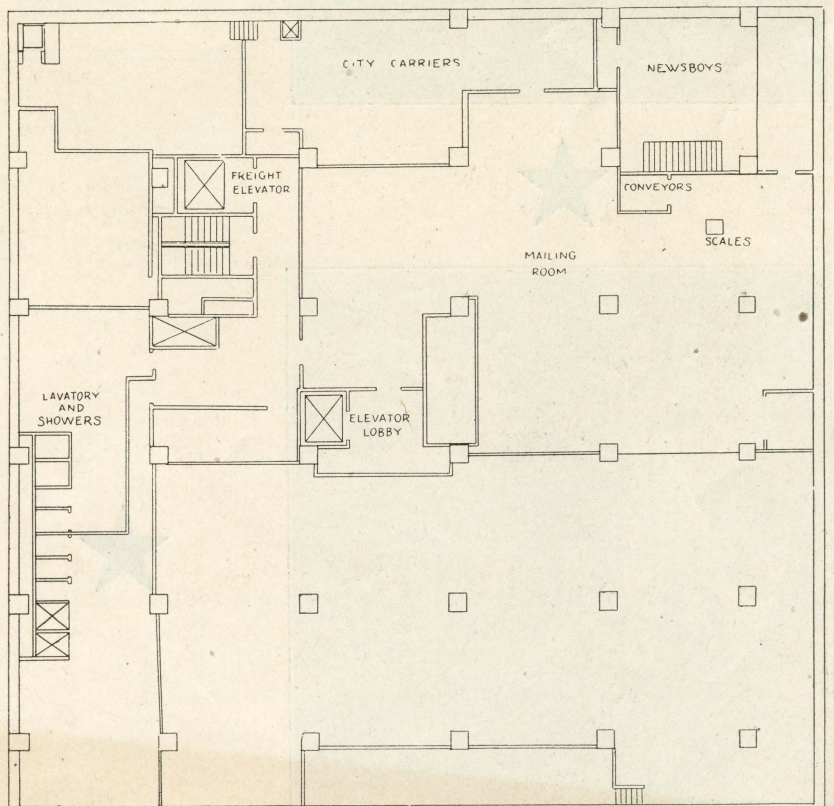 CITY CARRIERS
NEWSBOYS
FREIGHT
ELEVATOR
CONVEYORS
SCALES
MAILING
ROOM
LAVATORY
AND
SHOWERS
ELEVATOR
LOBBY